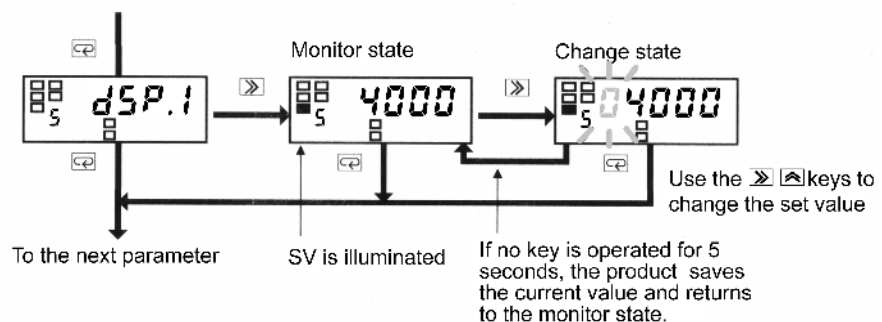 Monitor state
Change state
S dSP.1
S 4000
S 04000
Use the keys to
change the set value
To the next parameter
SV is illuminated
If no key is operated for 5
seconds, the product saves
the current value and returns
to the monitor state.